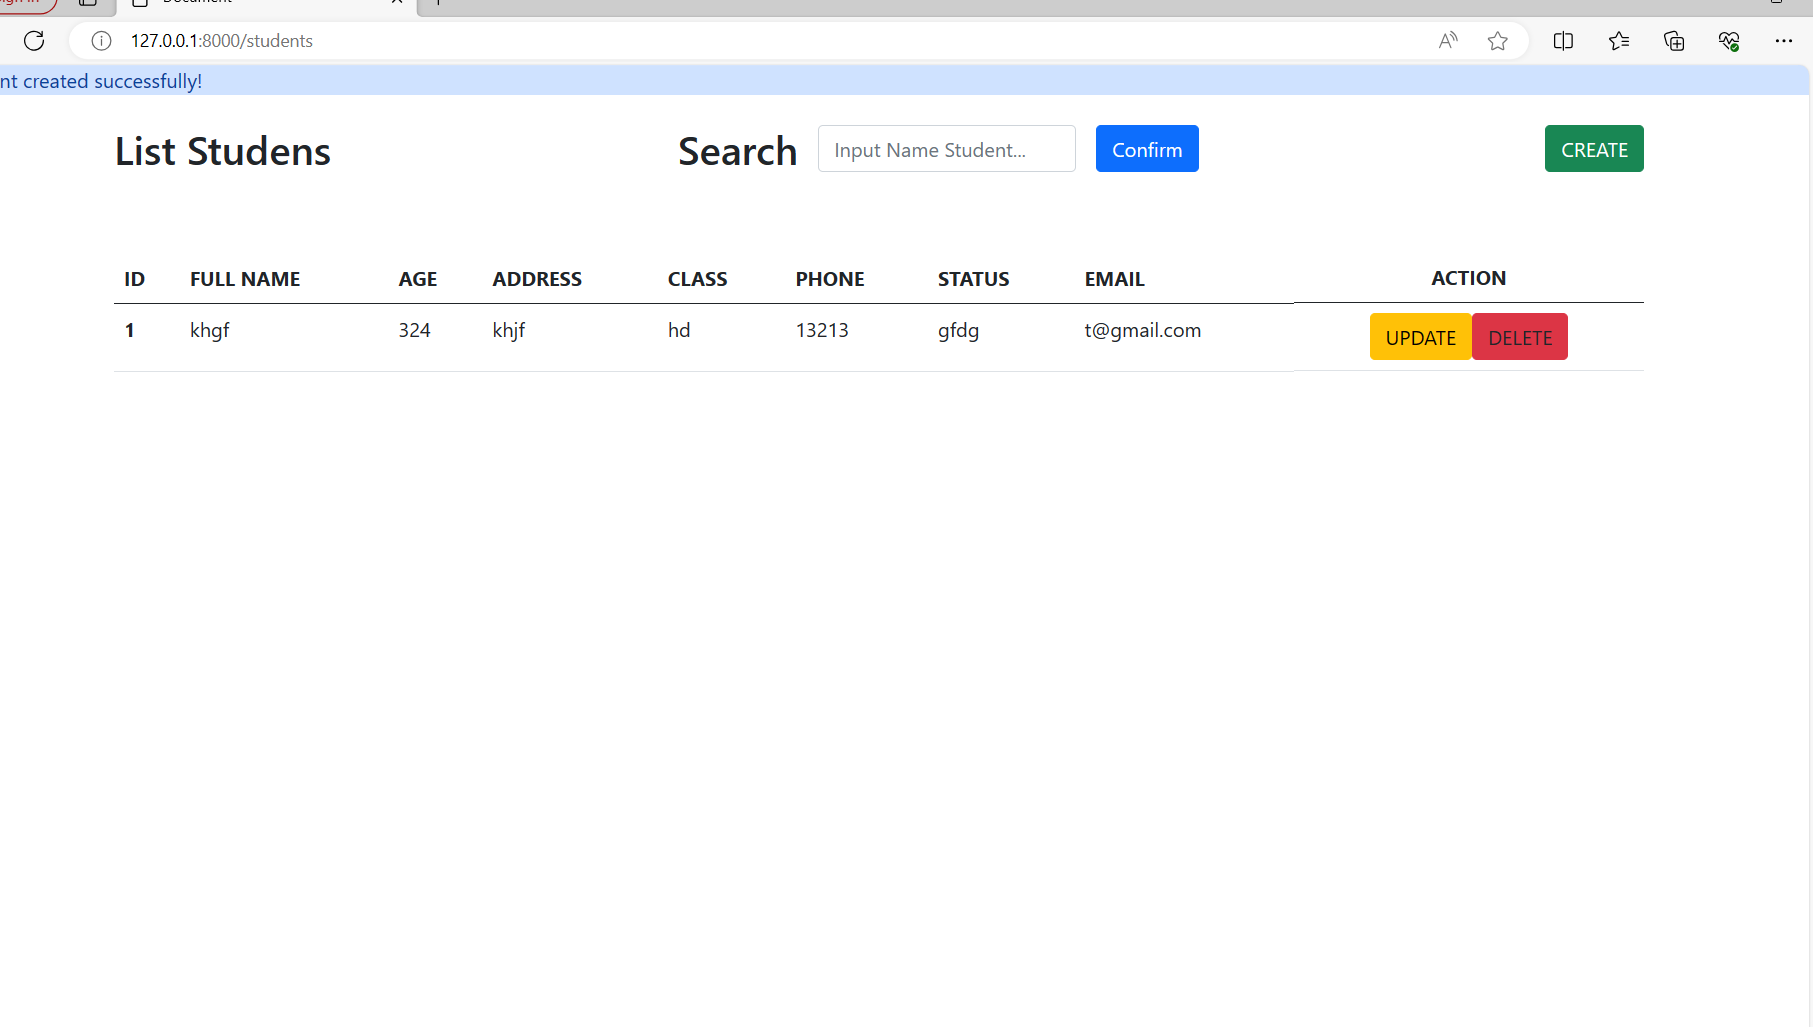 Document
127.0.0.1:8000/students
nt created successfully!
List Studens
Search
Input Name Student...
Confirm
CREATE
ID FULL NAME AGE ADDRESS CLASS PHONE STATUS EMAIL ACTION
1 khgf 324 khjf hd 13213 gfdg t@gmail.com UPDATE DELETE